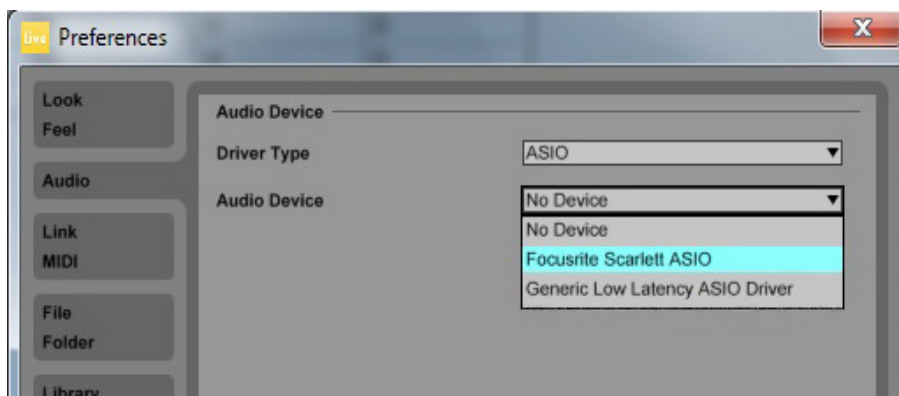 Live Preferences
Look
Feel
Audio
Link
MIDI
File
Folder
Library
Audio Device
Driver Type ASIO
Audio Device No Device
No Device
Focusrite Scarlett ASIO
Generic Low Latency ASIO Driver